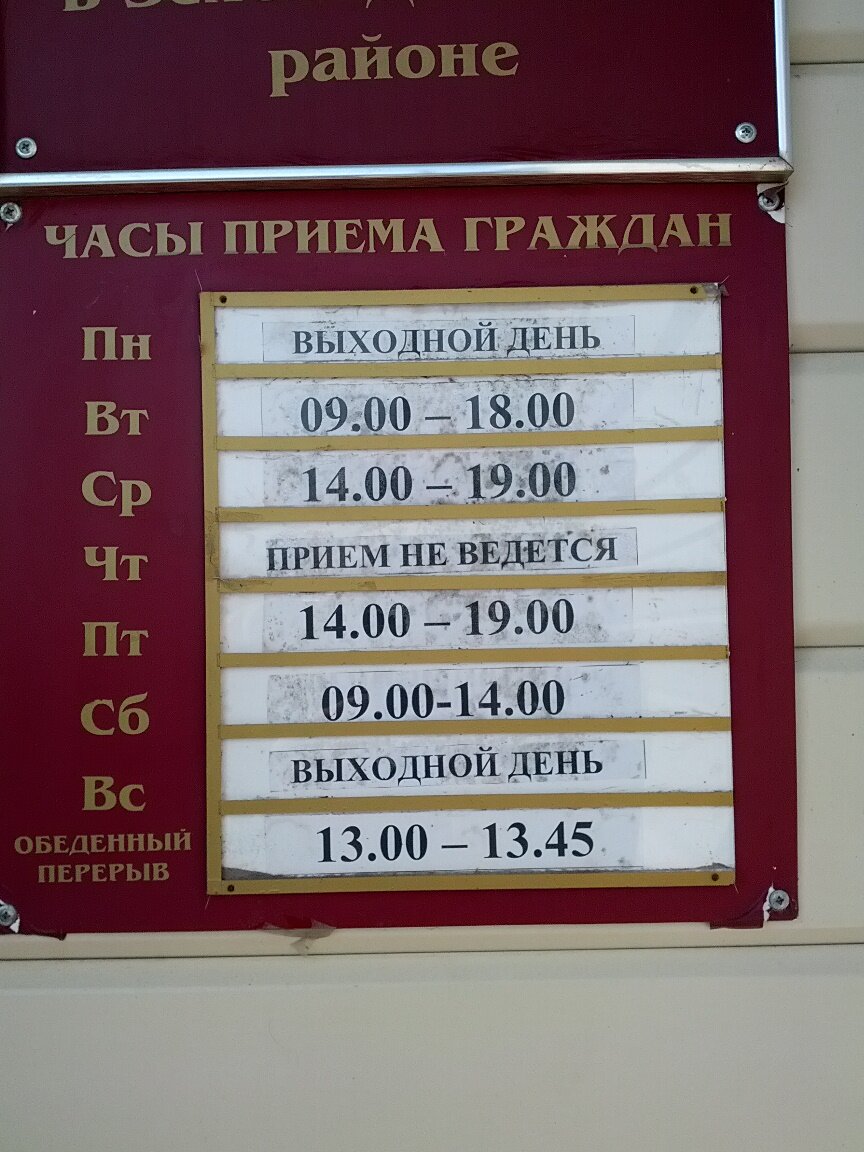 в
районе
ЧАСЫ ПРИЕМА ГРАЖДАН
Пн ВЫХОДНОЙ ДЕНЬ
Вт 09.00 – 18.00
Ср 14.00 – 19.00
Чт ПРИЕМ НЕ ВЕДЕТСЯ
Пт 14.00 – 19.00
Сб 09.00-14.00
Вс ВЫХОДНОЙ ДЕНЬ
ОБЕДЕННЫЙ ПЕРЕРЫВ 13.00 – 13.45